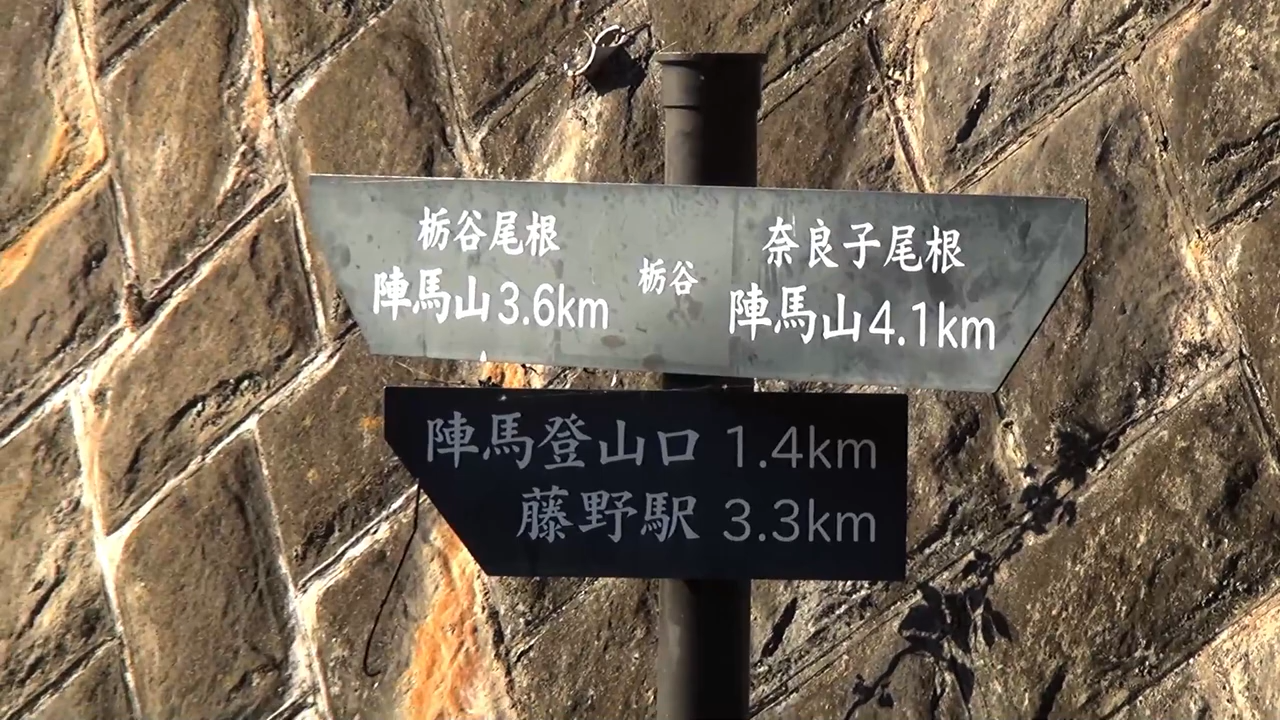 栃谷尾根
陣馬山3.6km
栃谷
奈良子尾根
陣馬山4.1km
陣馬登山口 1.4km
藤野駅 3.3km